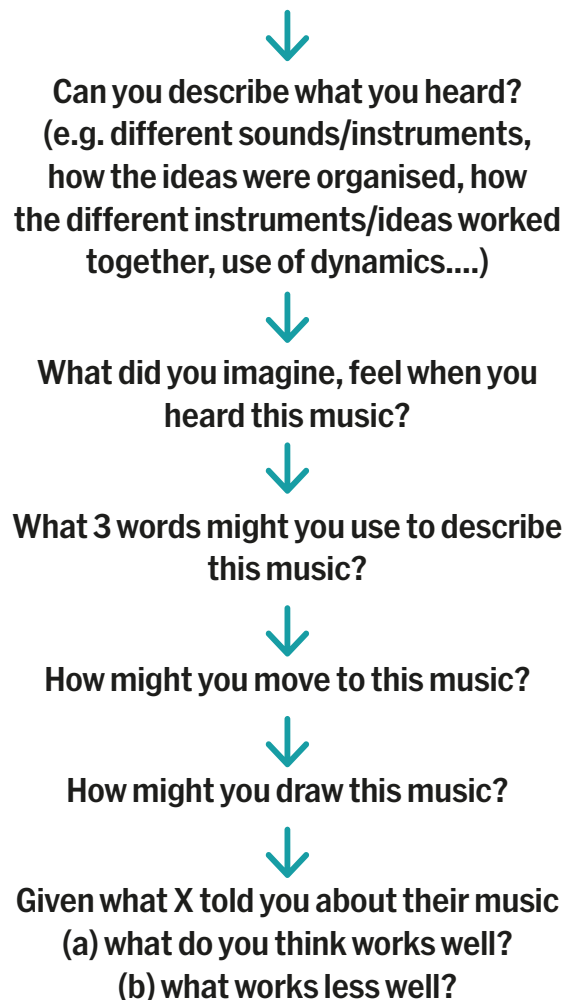 Can you describe what you heard?
(e.g. different sounds/instruments,
how the ideas were organised, how
the different instruments/ideas worked
together, use of dynamics....)
What did you imagine, feel when you
heard this music?
What 3 words might you use to describe
this music?
How might you move to this music?
How might you draw this music?
Given what X told you about their music
(a) what do you think works well?
(b) what works less well?